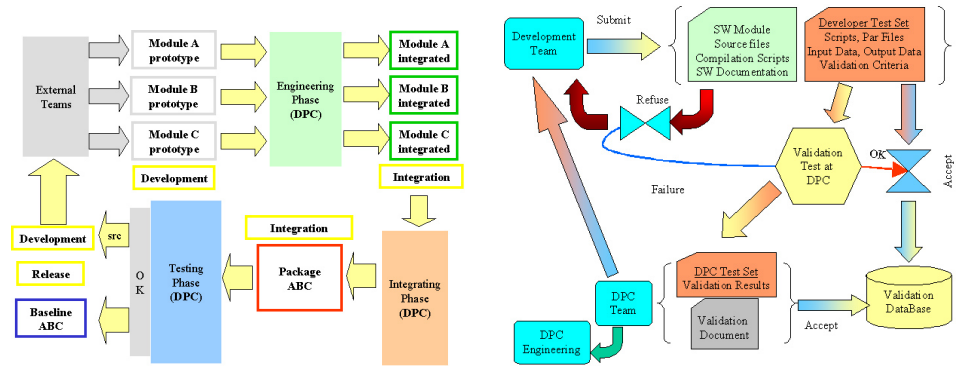 External
Teams
Module A
prototype
Module B
prototype
Module C
prototype
Development
Engineering
Phase
(DPC)
Module A
integrated
Module B
integrated
Module C
integrated
Integration
Development
Release
Baseline
ABC
src
O
K
Testing
Phase
(DPC)
Integration
Package
ABC
Integrating
Phase
(DPC)
Development
Team
Submit
SW Module
Source files
Compilation Scripts
SW Documentation
Developer Test Set
Scripts, Par Files
Input Data, Output Data
Validation Criteria
Refuse
Validation
Test at
DPC
OK
Accept
Failure
DPC Test Set
Validation Results
Validation
Document
DPC
Team
DPC
Engineering
Accept
Validation
DataBase